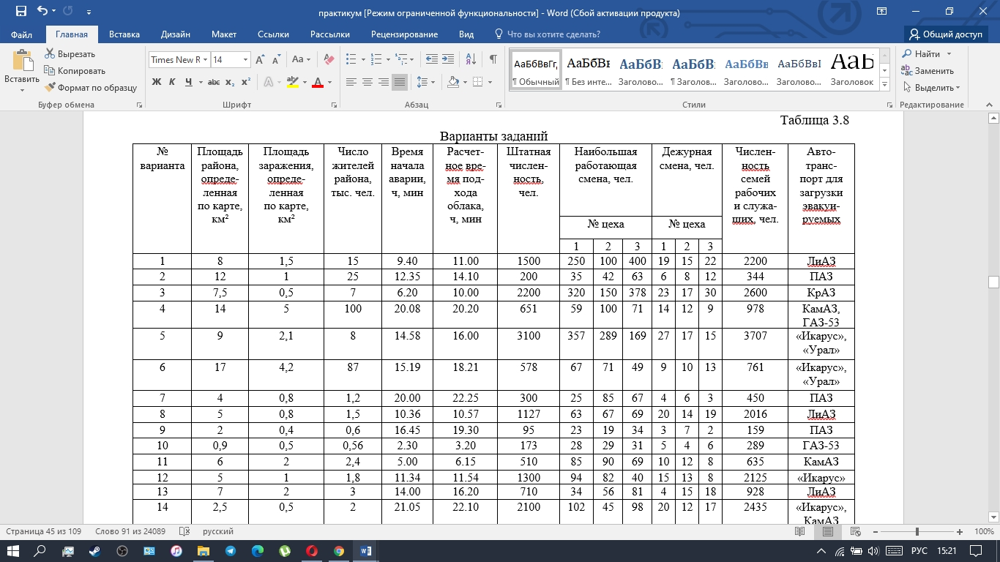 практикум [Режим ограниченной функциональности] - Word (Сбой активации продукта)
Файл Главная Вставка Дизайн Макет Ссылки Рассылки Рецензирование Вид Что вы хотите сделать? Общий доступ
Вставить
Вырезать
Копировать
Формат по образцу
Буфер обмена
Times New R 14
Ж К Ч abc x₂ x²
Шрифт
Абзац
АаБбВвГг, АаБбВв АаБбВ АаБбВв АаБбВв АаБбВвІ АаБ
¶ Обычный ¶ Без инте... Заголово... ¶ Заголов... Заголово... Заголово... Заголовок
Стили
Найти
Заменить
Выделить
Редактирование
Таблица 3.8
Варианты заданий
№ варианта Площадь района, опреде-ленная по карте, км² Площадь заражения, опреде-ленная по карте, км² Число жителей района, тыс. чел. Время начала аварии, ч, мин Расчет-ное вре-мя под-хода облака, ч, мин Штатная числен-ность, чел. Наибольшая работающая смена, чел. Дежурная смена, чел. Числен-ность семей рабочих и служа-щих, чел. Авто-транс-порт для загрузки эвакуи-руемых
№ цеха № цеха
1 2 3 1 2 3
1 8 1,5 15 9.40 11.00 1500 250 100 400 19 15 22 2200 ЛиАЗ
2 12 1 25 12.35 14.10 200 35 42 63 6 8 12 344 ПАЗ
3 7,5 0,5 7 6.20 10.00 2200 320 150 378 23 17 30 2600 КрАЗ
4 14 5 100 20.08 20.20 651 59 100 71 14 12 9 978 КамАЗ, ГАЗ-53
5 9 2,1 8 14.58 16.00 3100 357 289 169 27 17 15 3707 «Икарус», «Урал»
6 17 4,2 87 15.19 18.21 578 67 71 49 9 10 13 761 «Икарус», «Урал»
7 4 0,8 1,2 20.00 22.25 300 25 85 67 4 6 3 450 ПАЗ
8 5 0,8 1,5 10.36 10.57 1127 63 67 69 20 14 19 2016 ЛиАЗ
9 2 0,4 0,6 16.45 19.30 95 23 19 34 3 7 2 159 ПАЗ
10 0,9 0,5 0,56 2.30 3.20 173 28 29 31 5 4 6 289 ГАЗ-53
11 6 2 2,4 5.00 6.15 510 85 90 69 10 12 8 635 КамАЗ
12 5 1 1,8 11.34 11.54 1300 94 82 40 15 13 8 2125 «Икарус»
13 7 2 3 14.00 16.20 710 34 56 81 4 15 18 928 ЛиАЗ
14 2,5 0,5 2 21.05 22.10 2100 102 45 98 20 12 17 2435 «Икарус», КамАЗ
Страница 45 из 109 Слово 91 из 24089 русский 100%
РУС 15:21